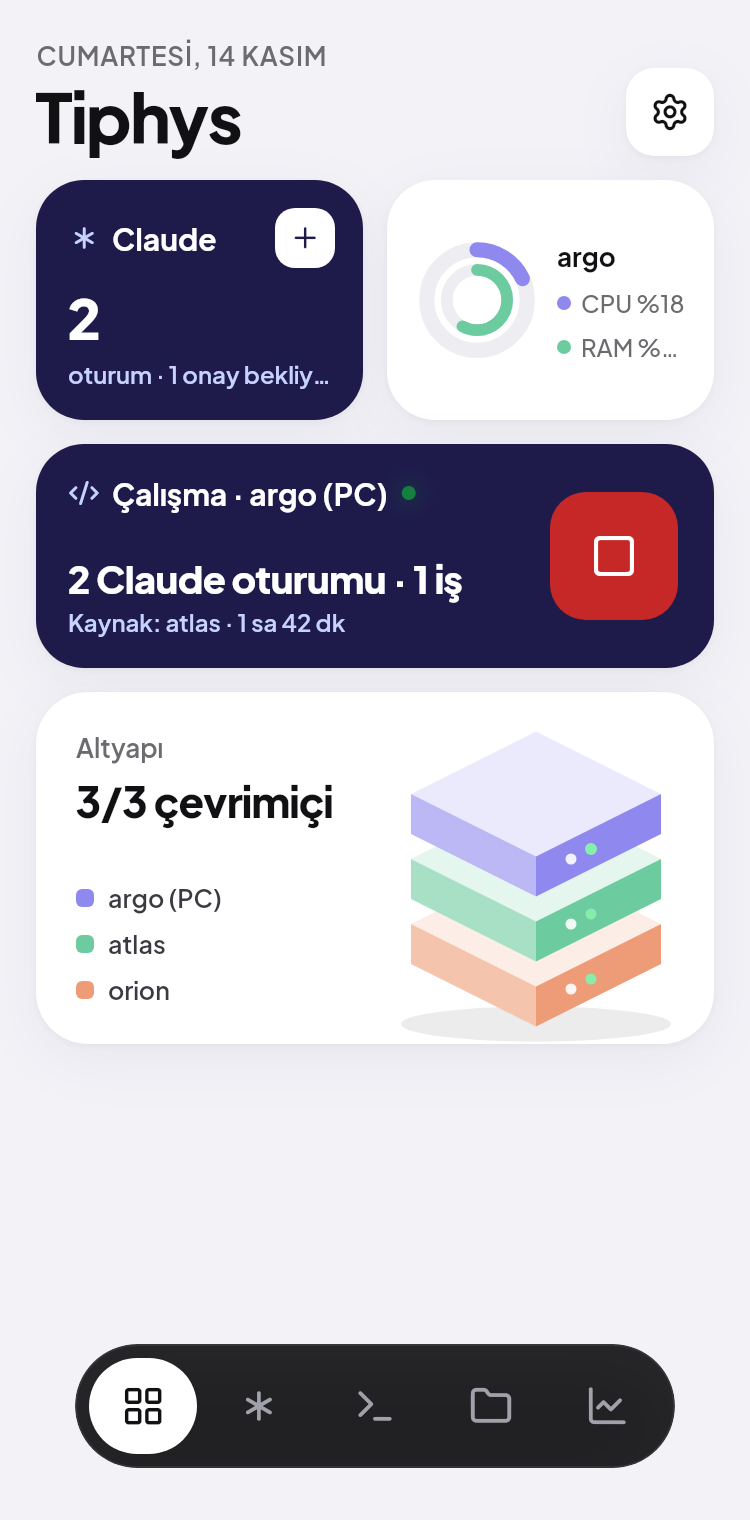 CUMARTESİ, 14 KASIM
Tiphys
Claude
2
oturum · 1 onay bekliy...
argo
CPU %18
RAM %...
Çalışma · argo (PC)
2 Claude oturumu · 1 iş
Kaynak: atlas · 1 sa 42 dk
Altyapı
3/3 çevrimiçi
argo (PC)
atlas
orion